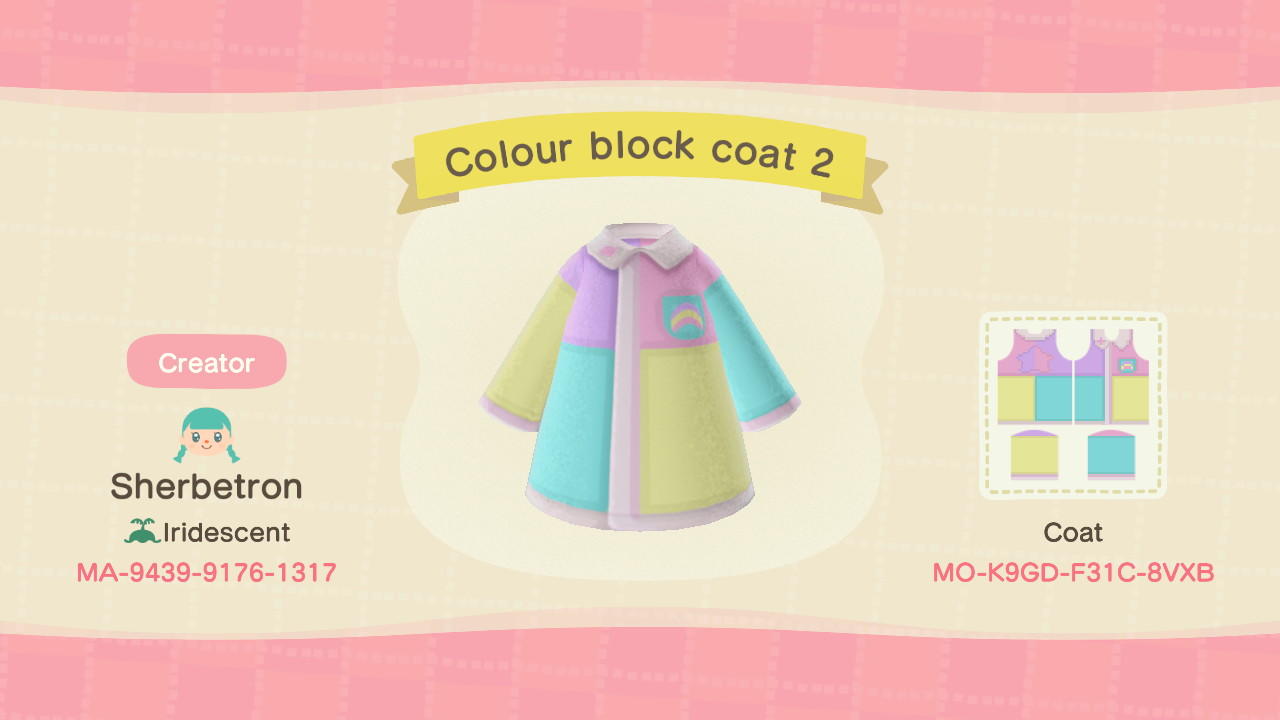 Colour block coat 2
Creator
Sherbetron
Iridescent
MA-9439-9176-1317
Coat
MO-K9GD-F31C-8VXB